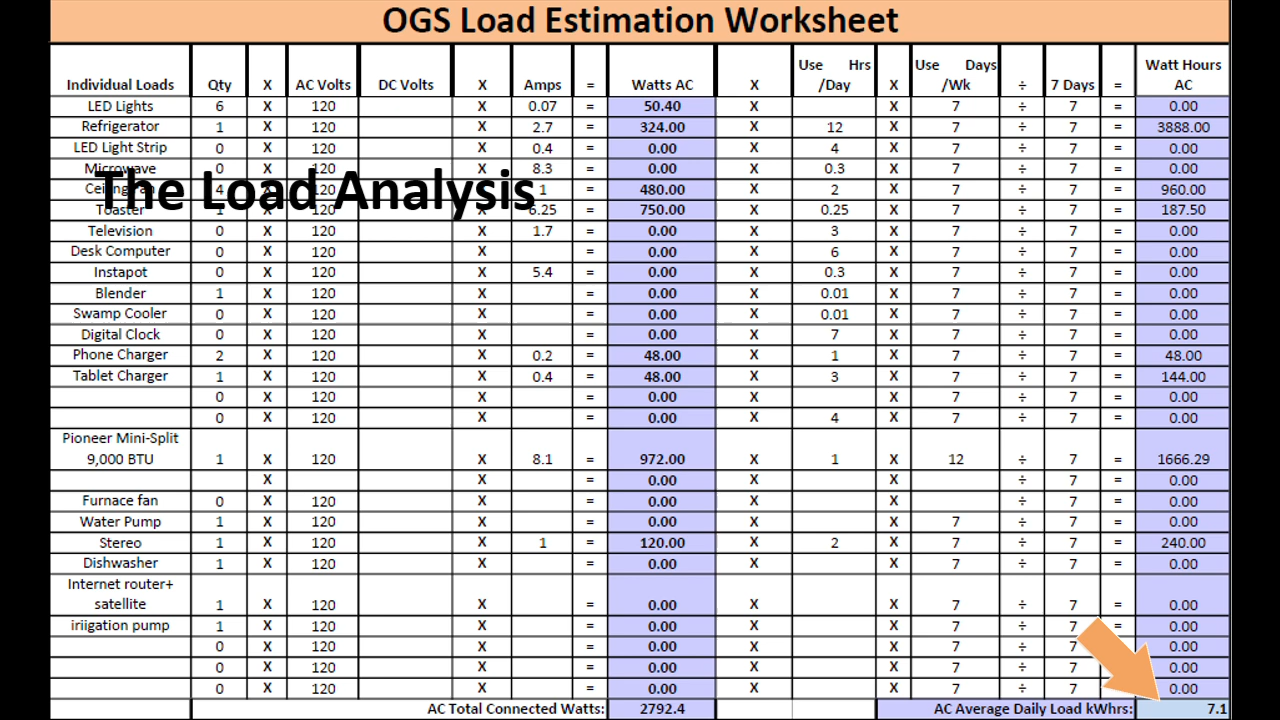 OGS Load Estimation Worksheet
Individual Loads Qty X AC Volts DC Volts X Amps = Watts AC X Use Hrs /Day X Use Days /Wk ÷ 7 Days = Watt Hours AC
LED Lights 6 X 120 X 0.07 = 50.40 X X 7 ÷ 7 = 0.00
Refrigerator 1 X 120 X 2.7 = 324.00 X 12 X 7 ÷ 7 = 3888.00
LED Light Strip 0 X 120 X 0.4 = 0.00 X 4 X 7 ÷ 7 = 0.00
Microwave 0 X 120 X 8.3 = 0.00 X 0.3 X 7 ÷ 7 = 0.00
The Load Analysis
Ceiling Fan 4 X 120 X 1 = 480.00 X 2 X 7 ÷ 7 = 960.00
Toaster 1 X 120 X 6.25 = 750.00 X 0.25 X 7 ÷ 7 = 187.50
Television 0 X 120 X 1.7 = 0.00 X 3 X 7 ÷ 7 = 0.00
Desk Computer 0 X 120 X = 0.00 X 6 X 7 ÷ 7 = 0.00
Instapot 0 X 120 X 5.4 = 0.00 X 0.3 X 7 ÷ 7 = 0.00
Blender 1 X 120 X = 0.00 X 0.01 X 7 ÷ 7 = 0.00
Swamp Cooler 0 X 120 X = 0.00 X 0.01 X 7 ÷ 7 = 0.00
Digital Clock 0 X 120 X = 0.00 X 7 X 7 ÷ 7 = 0.00
Phone Charger 2 X 120 X 0.2 = 48.00 X 1 X 7 ÷ 7 = 48.00
Tablet Charger 1 X 120 X 0.4 = 48.00 X 3 X 7 ÷ 7 = 144.00
0 X 120 X = 0.00 X X 7 ÷ 7 = 0.00
0 X 120 X = 0.00 X 4 X 7 ÷ 7 = 0.00
Pioneer Mini-Split
9,000 BTU 1 X 120 X 8.1 = 972.00 X 1 X 12 ÷ 7 = 1666.29
X 120 X = 0.00 X X ÷ 7 = 0.00
Furnace fan 0 X 120 X = 0.00 X X ÷ 7 = 0.00
Water Pump 1 X 120 X = 0.00 X X 7 ÷ 7 = 0.00
Stereo 1 X 120 X 1 = 120.00 X 2 X 7 ÷ 7 = 240.00
Dishwasher 1 X 120 X = 0.00 X X 7 ÷ 7 = 0.00
Internet router+
satellite 1 X 120 X = 0.00 X X 7 ÷ 7 = 0.00
iriigation pump 1 X 120 X = 0.00 X X 7 ÷ 7 = 0.00
0 X 120 X = 0.00 X X 7 ÷ 7 = 0.00
0 X 120 X = 0.00 X X 7 ÷ 7 = 0.00
0 X 120 X = 0.00 X X 7 ÷ 7 = 0.00
AC Total Connected Watts: 2792.4 AC Average Daily Load kWhrs: 7.1